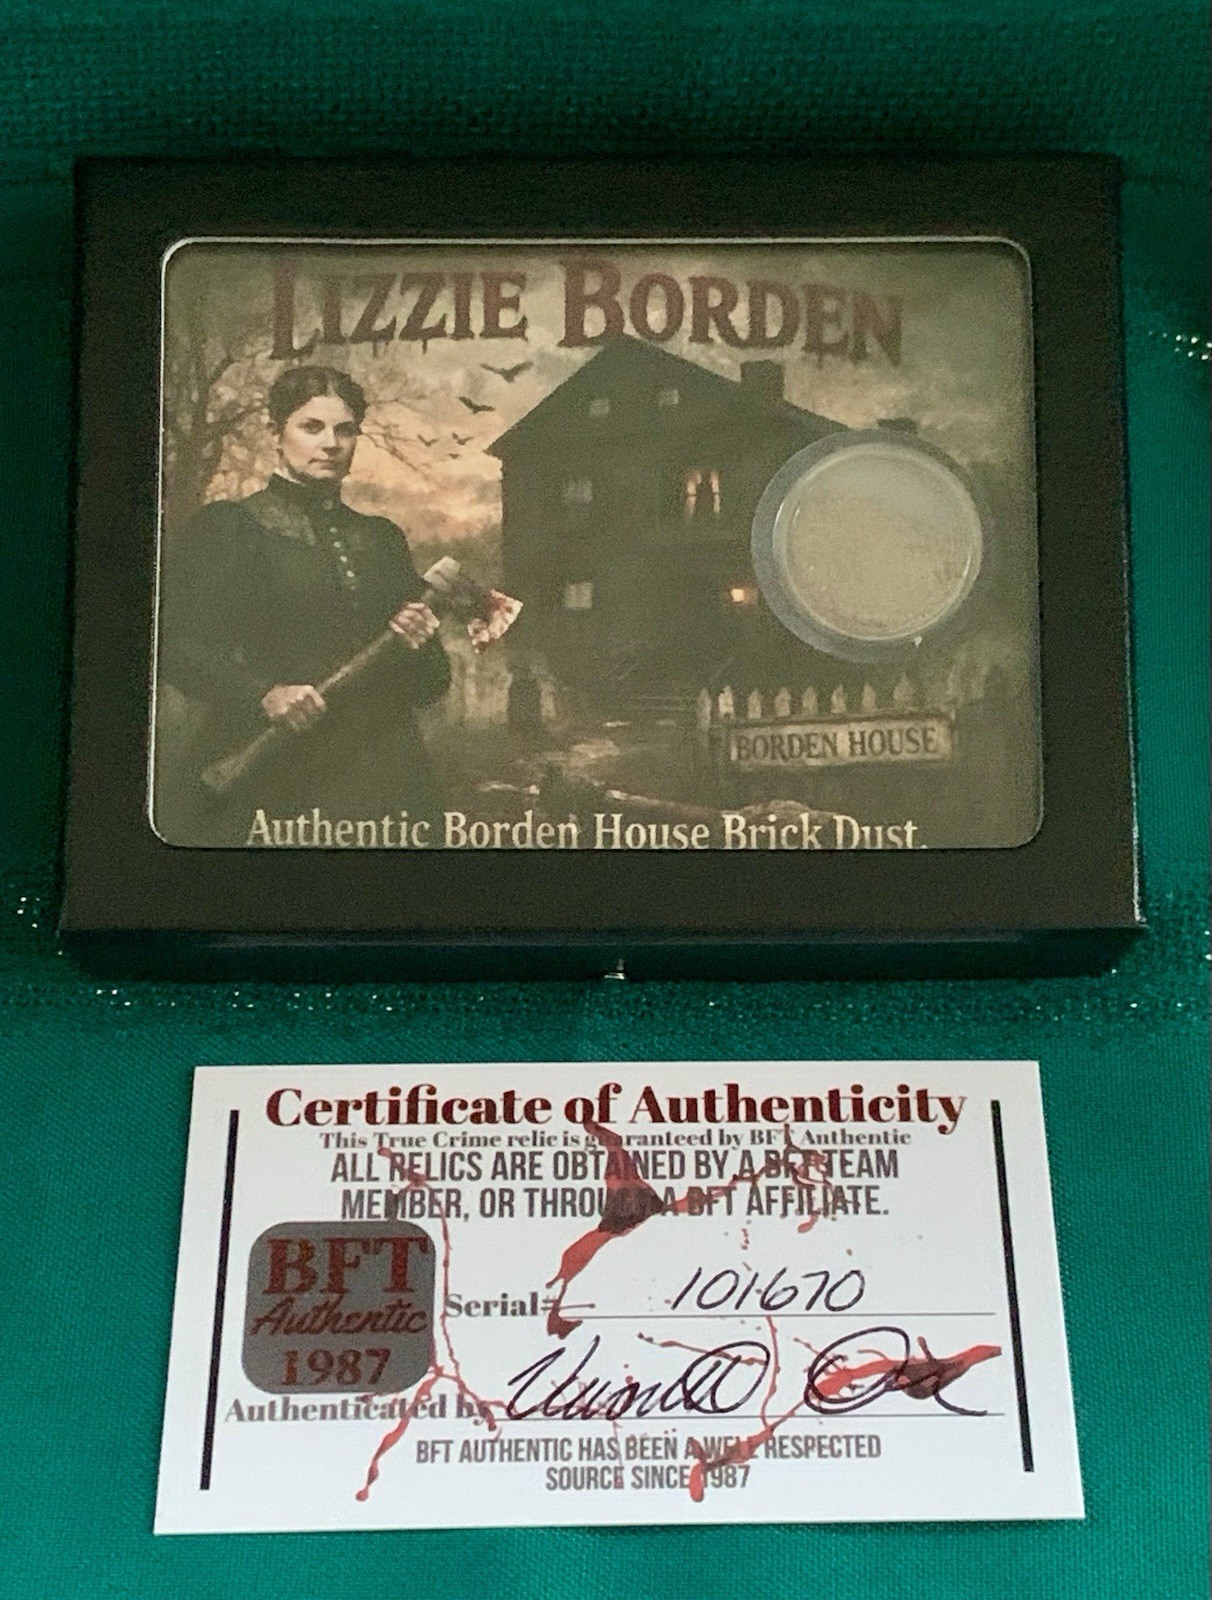 LIZZIE BORDEN
BORDEN HOUSE
Authentic Borden House Brick Dust.
Certificate of Authenticity
This True Crime relic is guaranteed by BFT Authentic
ALL RELICS ARE OBTAINED BY A BFT TEAM
MEMBER, OR THROUGH A BFT AFFILIATE.
BFT
Authentic
1987
Serial# 101670
Authenticated by
BFT AUTHENTIC HAS BEEN A WELL RESPECTED
SOURCE SINCE 1987